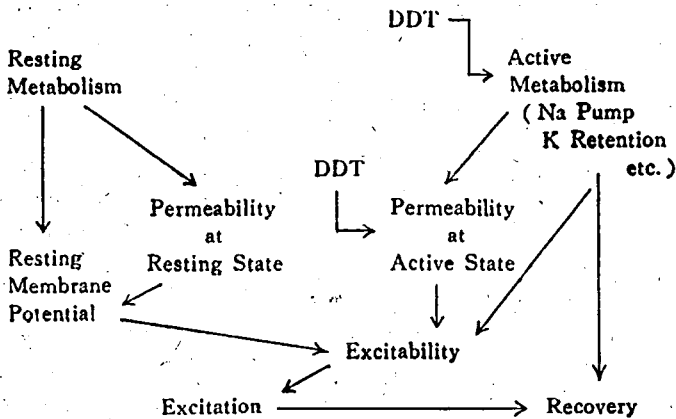 DDT
Resting
Metabolism
Active
Metabolism
( Na Pump
K Retention
etc. )
DDT
Permeability
at
Resting State
Permeability
at
Active State
Resting
Membrane
Potential
Excitability
Excitation
Recovery